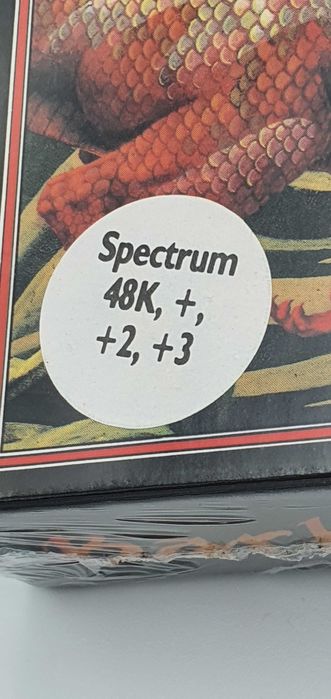 Spectrum
48K, +,
+2, +3